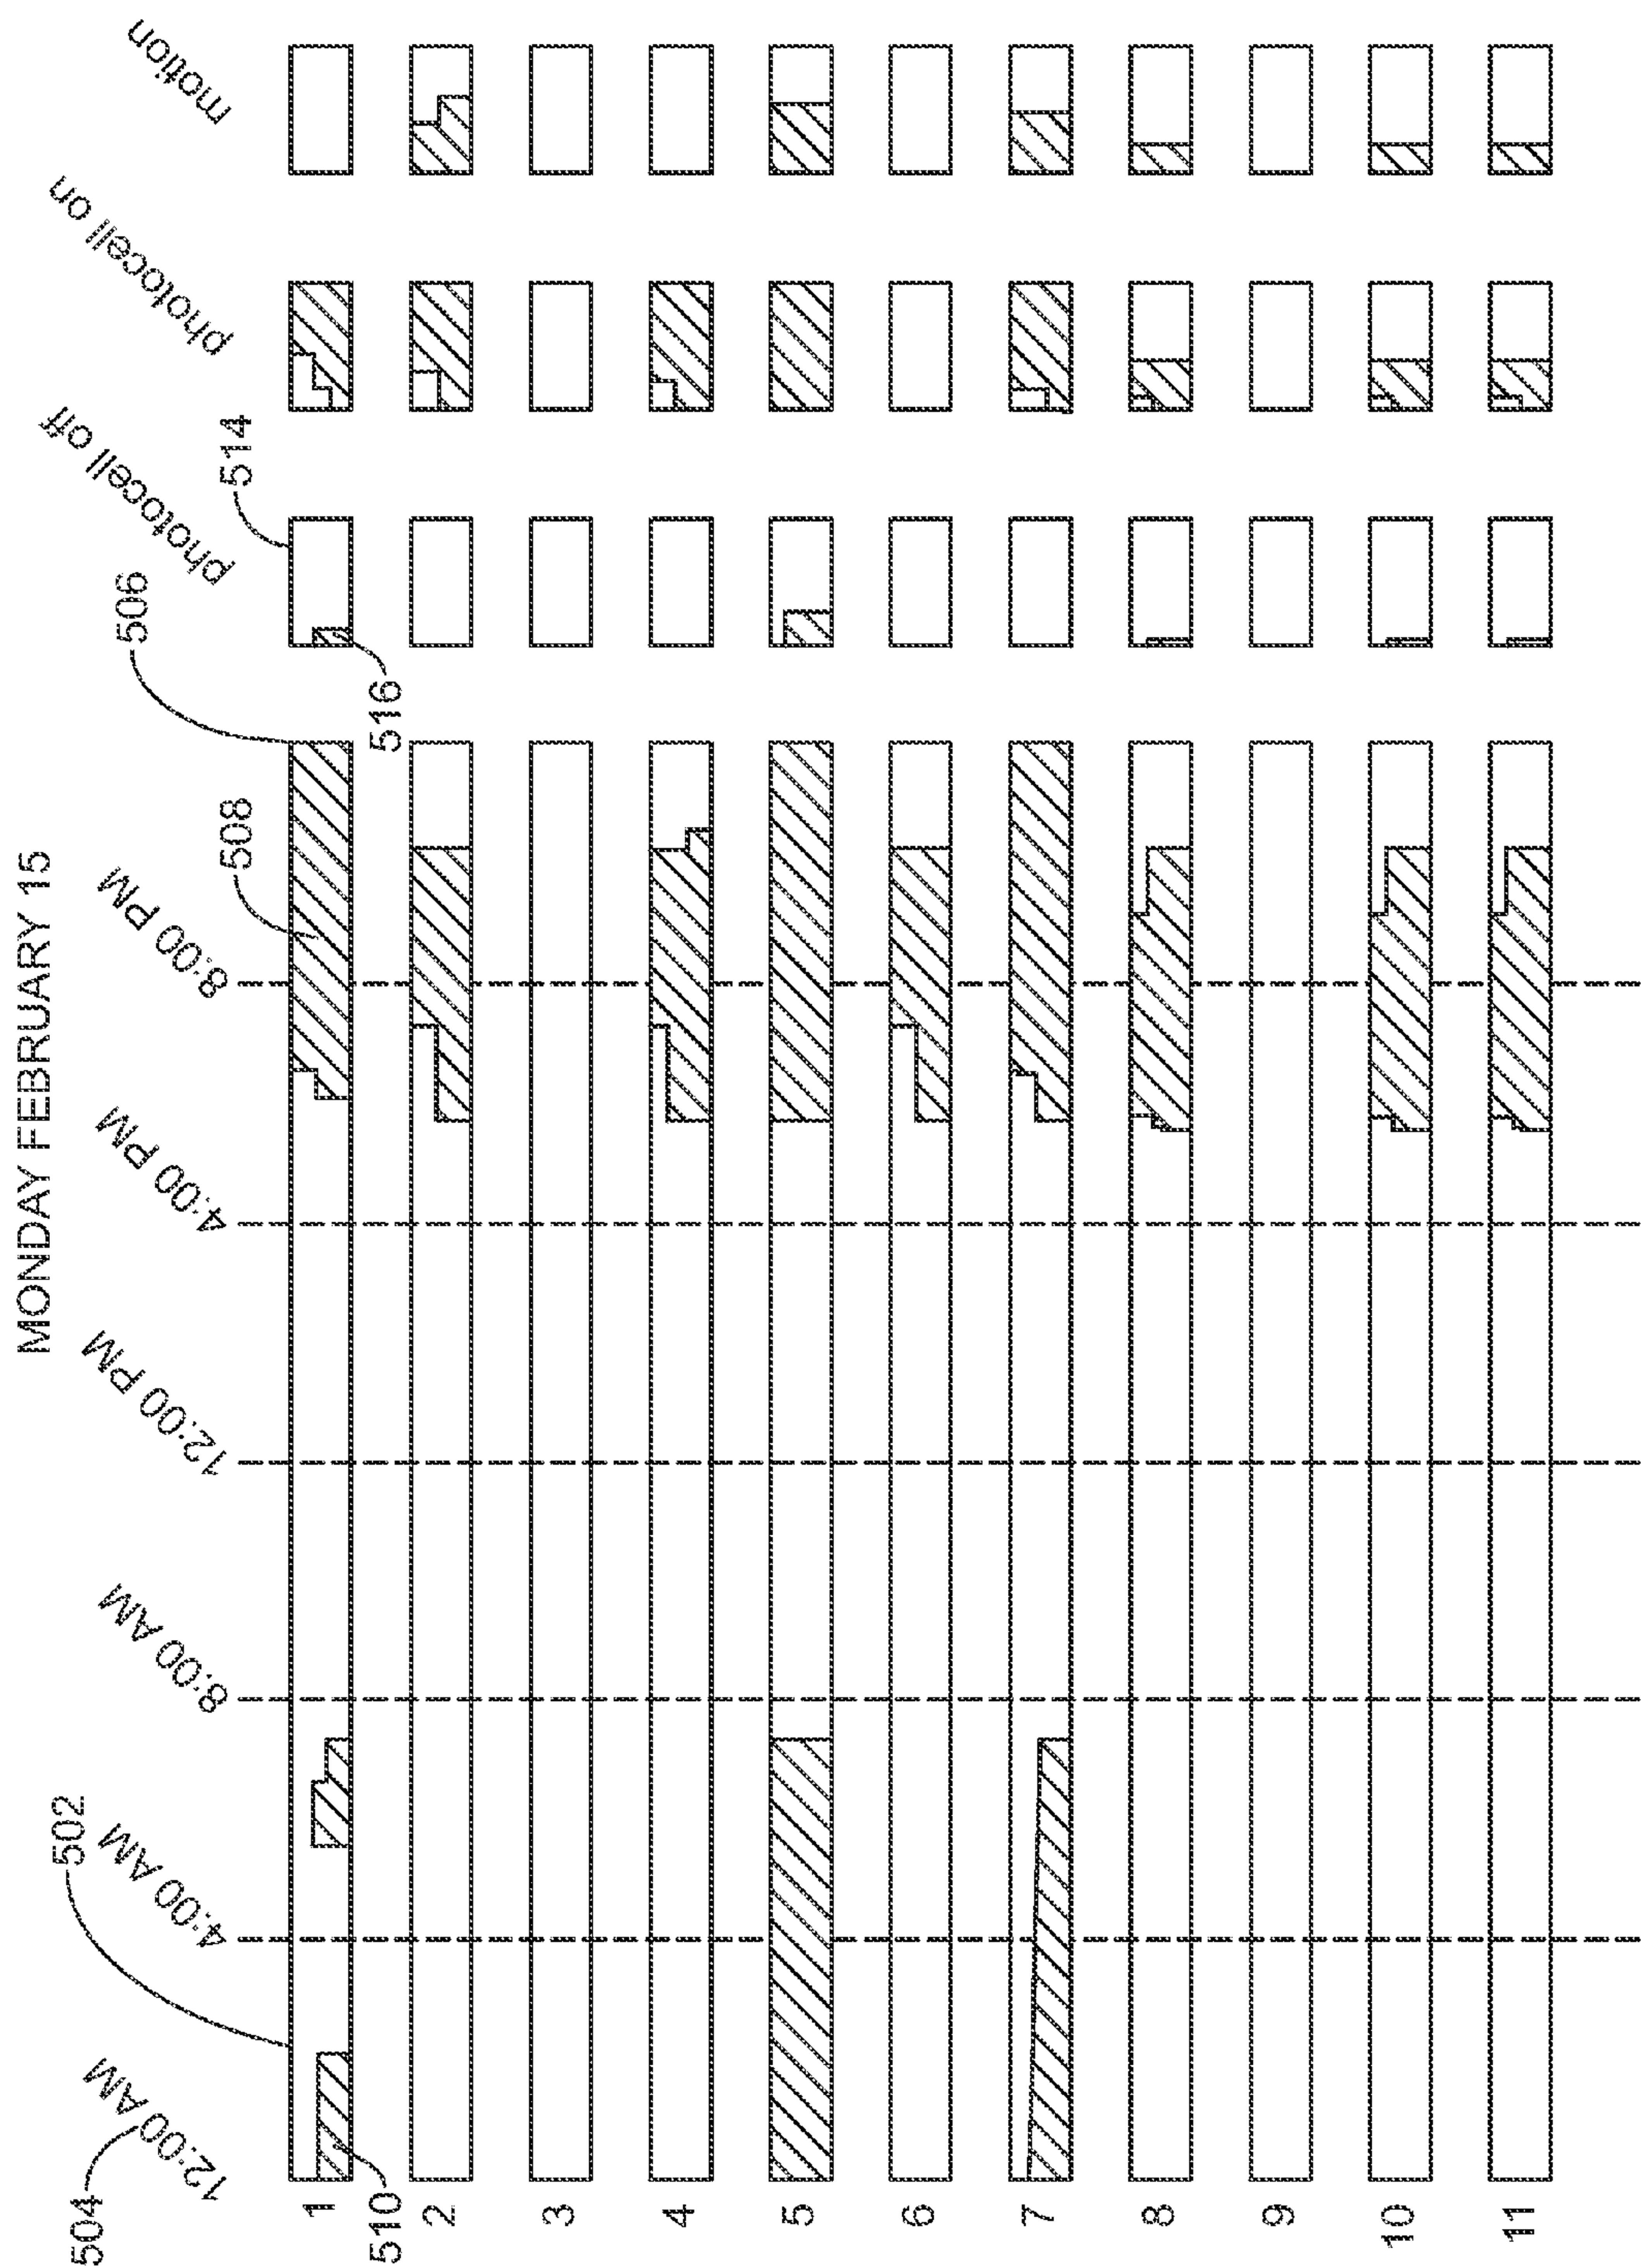 MONDAY FEBRUARY 15
504
12:00 AM
502
4:00 AM
8:00 AM
12:00 PM
4:00 PM
8:00 PM
506
508
photocell off
514
photocell on
motion
1
510
516
2
3
4
5
6
7
8
9
10
11